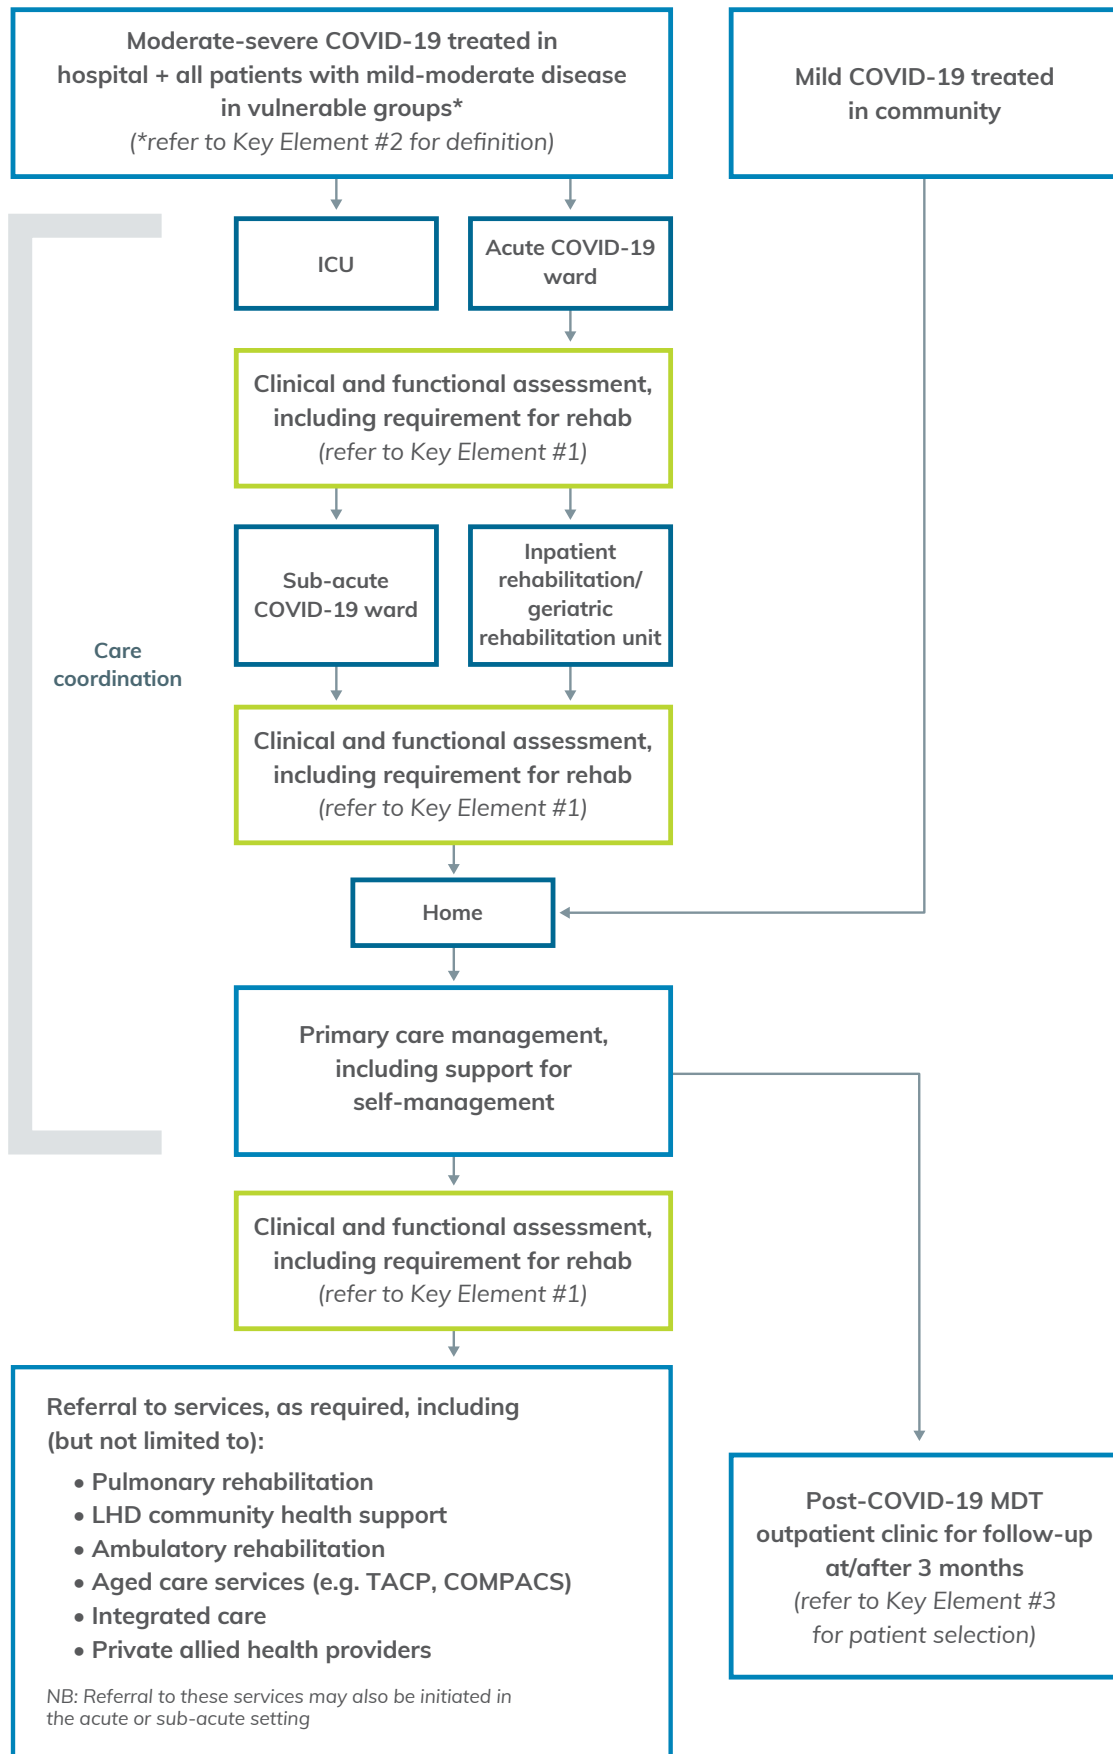 Moderate-severe COVID-19 treated in
hospital + all patients with mild-moderate disease
in vulnerable groups*
(*refer to Key Element #2 for definition)
Mild COVID-19 treated
in community
ICU
Acute COVID-19
ward
Clinical and functional assessment,
including requirement for rehab
(refer to Key Element #1)
Sub-acute
COVID-19 ward
Inpatient
rehabilitation/
geriatric
rehabilitation unit
Care
coordination
Clinical and functional assessment,
including requirement for rehab
(refer to Key Element #1)
Home
Primary care management,
including support for
self-management
Clinical and functional assessment,
including requirement for rehab
(refer to Key Element #1)
Referral to services, as required, including
(but not limited to):
• Pulmonary rehabilitation
• LHD community health support
• Ambulatory rehabilitation
• Aged care services (e.g. TACP, COMPACS)
• Integrated care
• Private allied health providers
NB: Referral to these services may also be initiated in
the acute or sub-acute setting
Post-COVID-19 MDT
outpatient clinic for follow-up
at/after 3 months
(refer to Key Element #3
for patient selection)